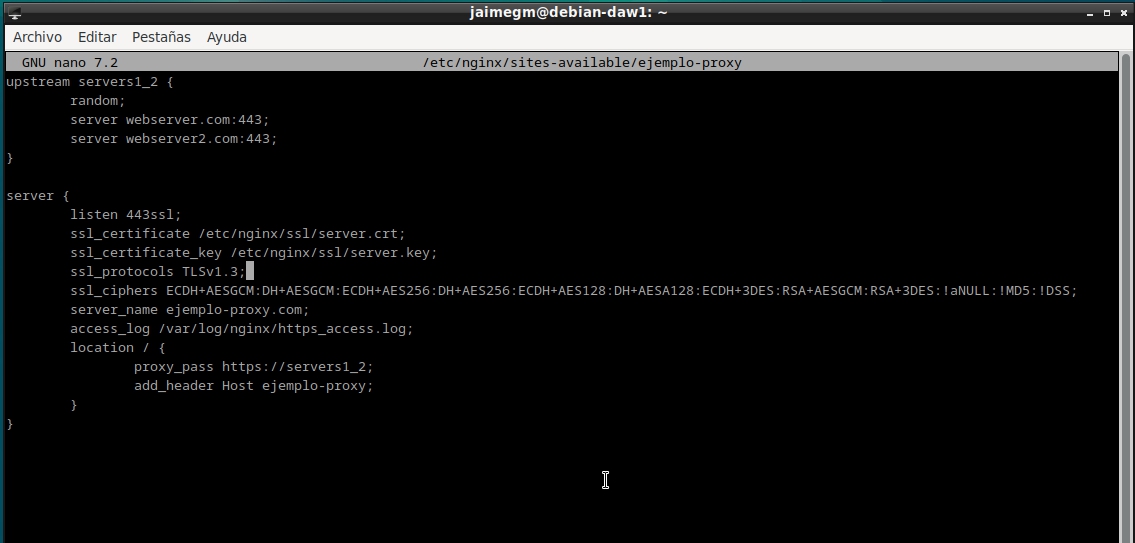 jaimegm@debian-daw1: ~
Archivo Editar Pestañas Ayuda
GNU nano 7.2 /etc/nginx/sites-available/ejemplo-proxy
upstream servers1_2 {
random;
server webserver.com:443;
server webserver2.com:443;
}
server {
listen 443ssl;
ssl_certificate /etc/nginx/ssl/server.crt;
ssl_certificate_key /etc/nginx/ssl/server.key;
ssl_protocols TLSv1.3;
ssl_ciphers ECDH+AESGCM:DH+AESGCM:ECDH+AES256:DH+AES256:ECDH+AES128:DH+AESA128:ECDH+3DES:RSA+AESGCM:RSA+3DES:!aNULL:!MD5:!DSS;
server_name ejemplo-proxy.com;
access_log /var/log/nginx/https_access.log;
location / {
proxy_pass https://servers1_2;
add_header Host ejemplo-proxy;
}
}